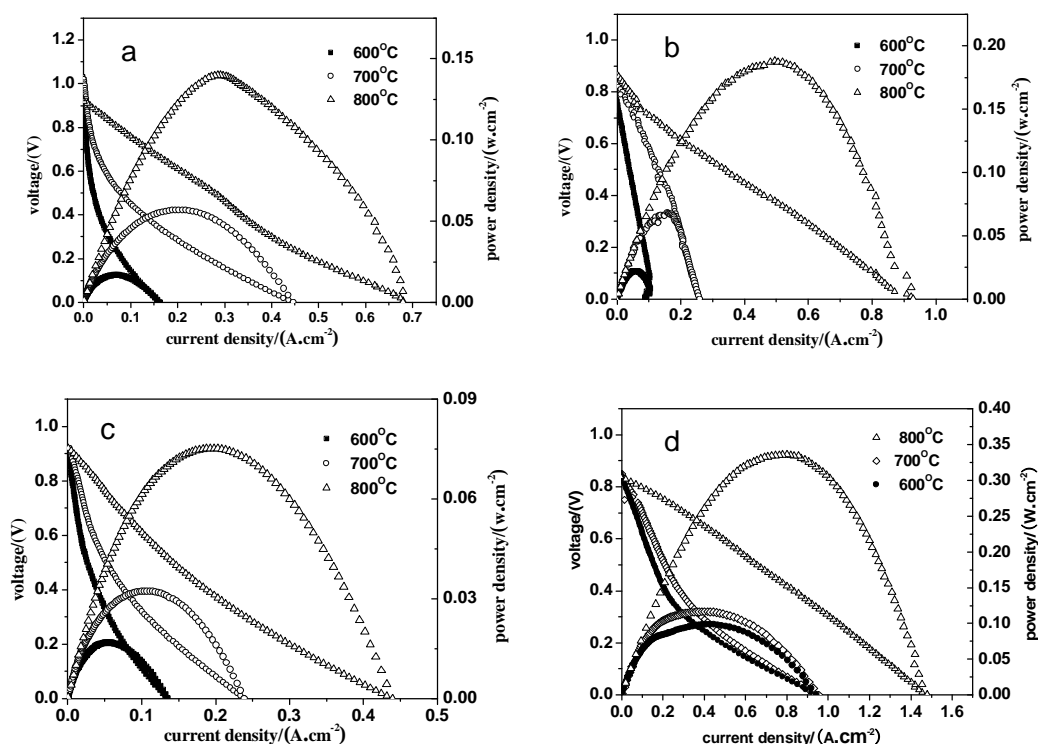 a
1.2
1.0
0.8
0.6
0.4
0.2
0.0
voltage/(V)
600°C
700°C
800°C
0.15
0.10
0.05
0.00
power density/(w.cm⁻²)
0.0 0.1 0.2 0.3 0.4 0.5 0.6 0.7
current density/(A.cm⁻²)
b
1.0
0.8
0.6
0.4
0.2
0.0
voltage/(V)
600°C
700°C
800°C
0.20
0.15
0.10
0.05
0.00
power density/(w.cm⁻²)
0.0 0.2 0.4 0.6 0.8 1.0
current density/(A.cm⁻²)
c
1.0
0.8
0.6
0.4
0.2
0.0
voltage/(V)
600°C
700°C
800°C
0.09
0.06
0.03
0.00
power density/(w.cm⁻²)
0.0 0.1 0.2 0.3 0.4 0.5
current density/(A.cm⁻²)
d
1.0
0.8
0.6
0.4
0.2
0.0
voltage/(V)
800°C
700°C
600°C
0.40
0.35
0.30
0.25
0.20
0.15
0.10
0.05
0.00
power density/(W.cm⁻²)
0.0 0.2 0.4 0.6 0.8 1.0 1.2 1.4 1.6
current density/(A.cm⁻²)